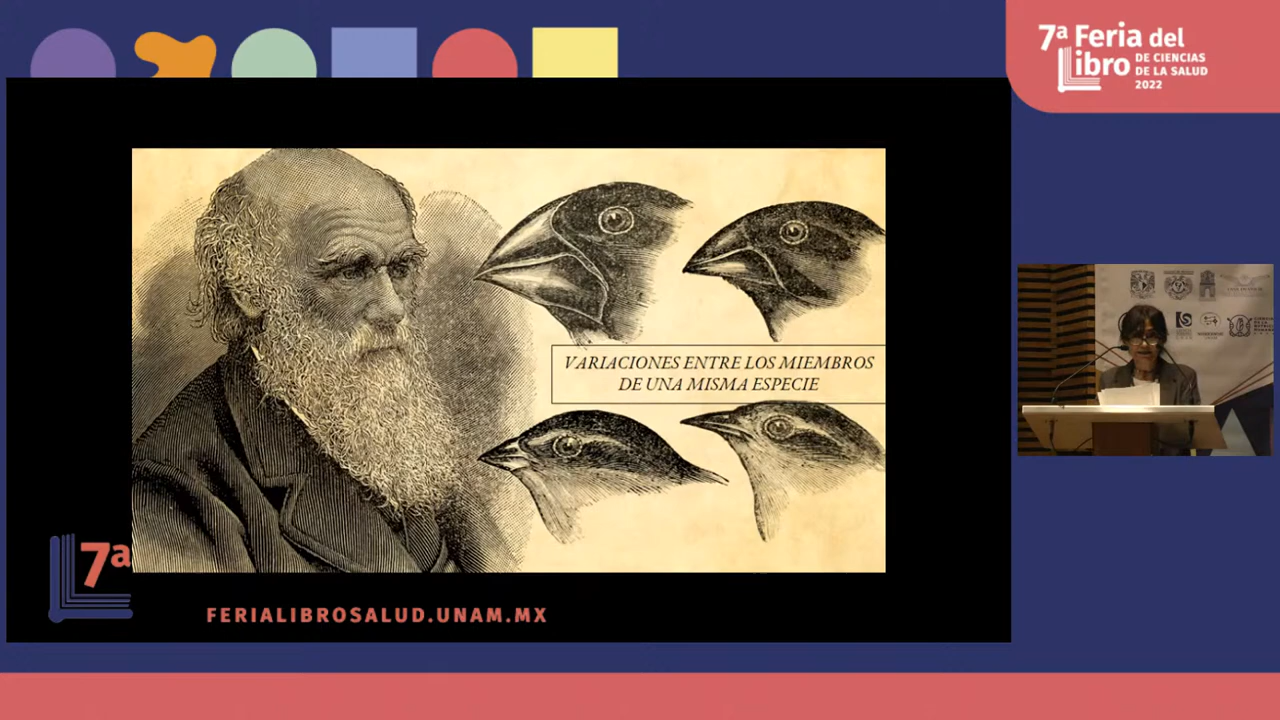 7ª Feria del
Libro DE CIENCIAS
DE LA SALUD
2022
VARIACIONES ENTRE LOS MIEMBROS
DE UNA MISMA ESPECIE
7ª
FERIALIBROSALUD.UNAM.MX